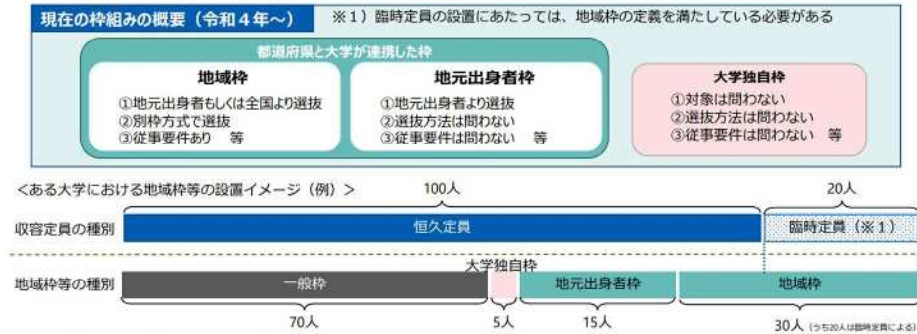 現在の枠組みの概要（令和４年～） ※１）臨時定員の設置にあたっては、地域枠の定義を満たしている必要がある
都道府県と大学が連携した枠
地域枠
①地元出身者もしくは全国より選抜
②別枠方式で選抜
③従事要件あり 等
地元出身者枠
①地元出身者より選抜
②選抜方法は問わない
③従事要件は問わない 等
大学独自枠
①対象は問わない
②選抜方法は問わない
③従事要件は問わない 等
＜ある大学における地域枠等の設置イメージ（例）＞ 100人 20人
収容定員の種別 恒久定員 臨時定員（※１）
大学独自枠
地域枠等の種別 一般枠 地元出身者枠 地域枠
70人 5人 15人 30人（うち20人は臨時定員による）